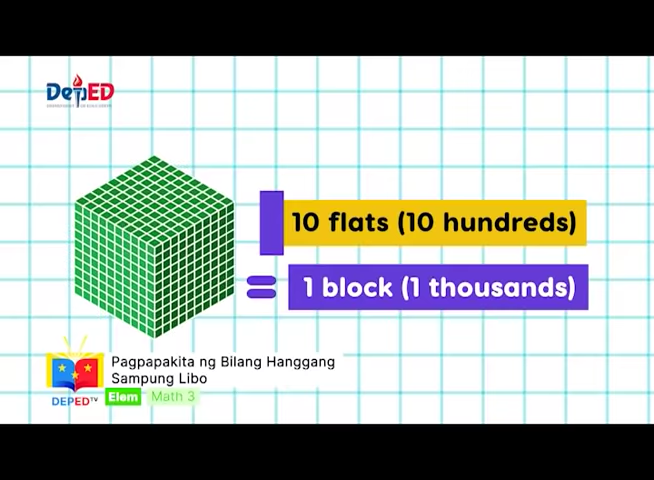 DepED
10 flats (10 hundreds)
=
1 block (1 thousands)
Pagpapakita ng Bilang Hanggang
Sampung Libo
DEPED TV
Elem
Math 3